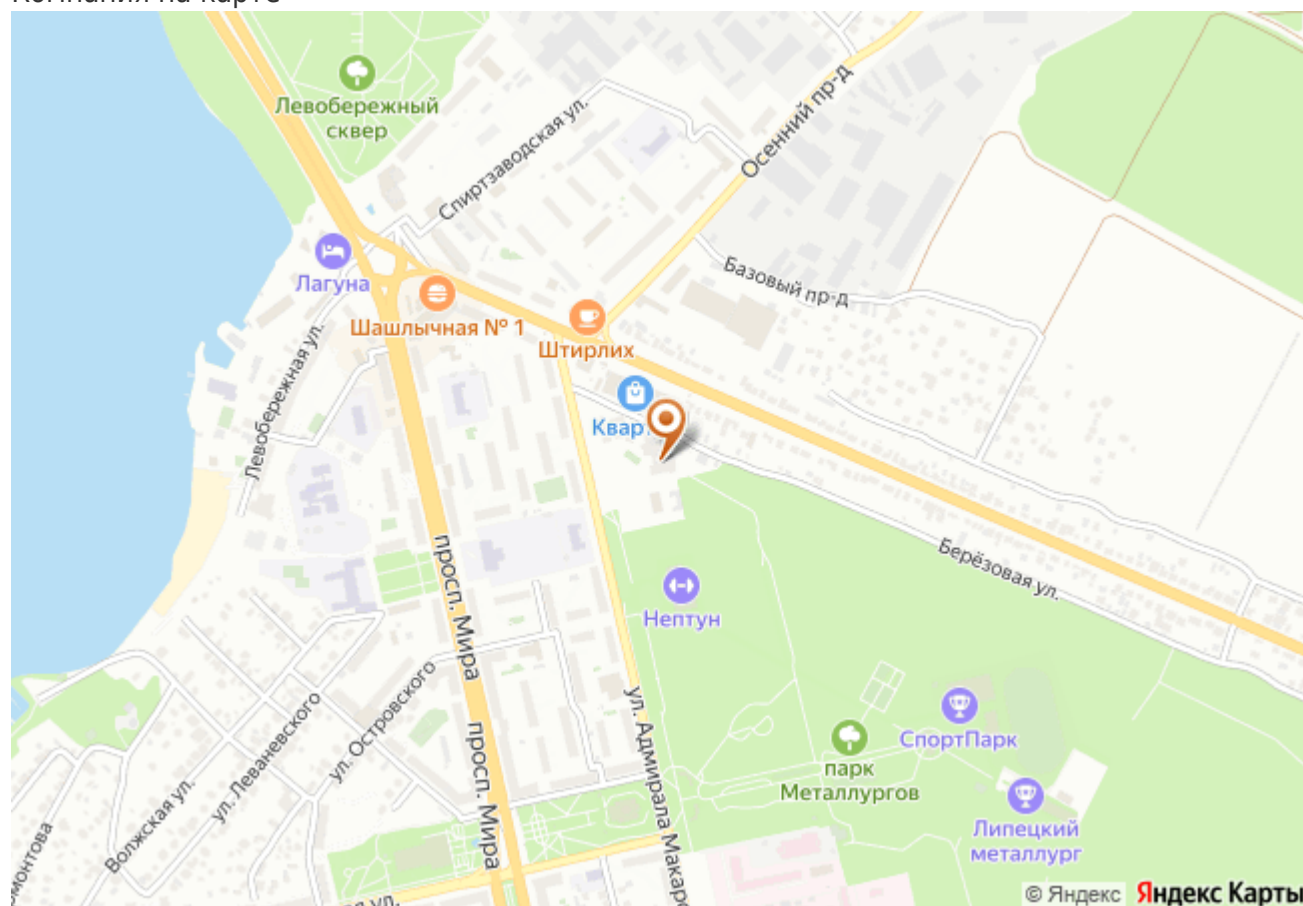 Левобережный
сквер
Спиртзаводская ул.
Осенний пр-д
Лагуна
Базовый пр-д
Шашлычная № 1
Штирлих
Левобережная ул.
просп. Мира
Берёзовая ул.
Нептун
ул. Островского
ул. Леваневского
Волжская ул.
просп. Мира
ул. Адмирала
СпортПарк
парк
Металлургов
Липецкий
металлург
© Яндекс Яндекс Карты